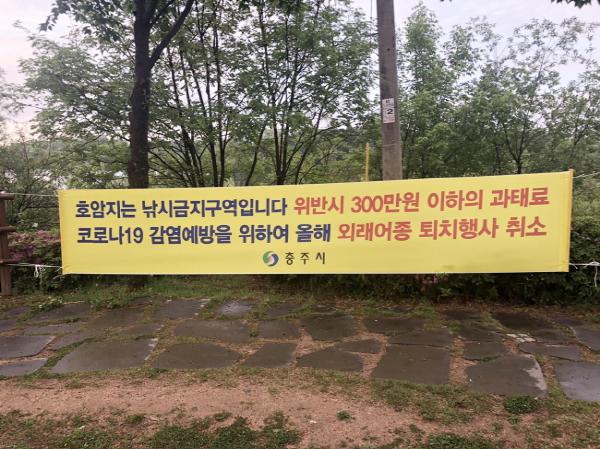 호암지는 낚시금지구역입니다 위반시 300만원 이하의 과태료
코로나19 감염예방을 위하여 올해 외래어종 퇴치행사 취소
충주시